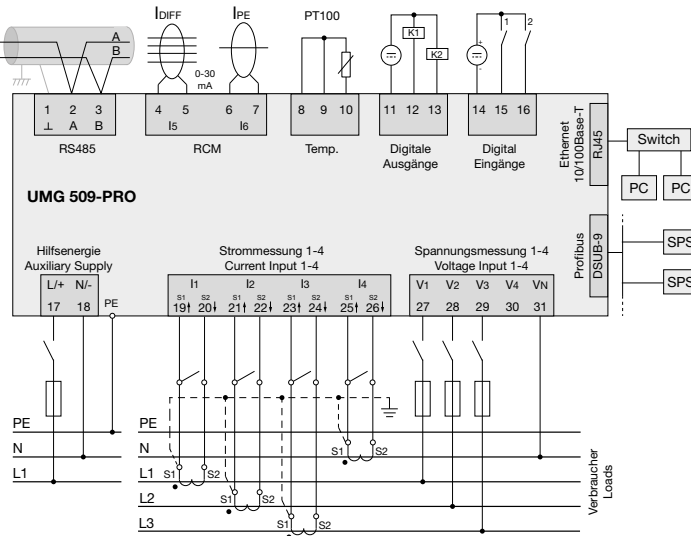 IDIFF
IPE
PT100
K1
K2
1 2
+
-
A
B
0-30
mA
1 2 3
⊥ A B
RS485
4 5 6 7
I5 I6
RCM
8 9 10
Temp.
11 12 13
Digitale
Ausgänge
14 15 16
Digital
Eingänge
Ethernet
10/100Base-T
RJ45
Switch
PC
PC
UMG 509-PRO
Profibus
DSUB-9
SPS
SPS
Hilfsenergie
Auxiliary Supply
L/+ N/-
17 18
PE
Strommessung 1-4
Current Input 1-4
I1 I2 I3 I4
S1 S2 S1 S2 S1 S2 S1 S2
19 20 21 22 23 24 25 26
Spannungsmessung 1-4
Voltage Input 1-4
V1 V2 V3 V4 VN
27 28 29 30 31
PE
N
L1
PE
N
L1
L2
L3
S1 S2
S1 S2
S1 S2
S1 S2
Verbraucher
Loads